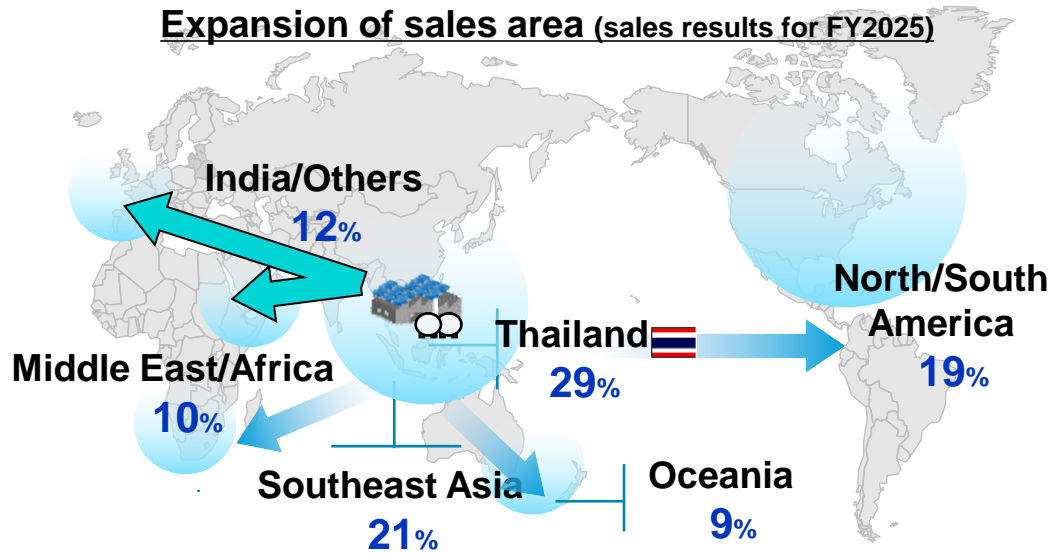 Expansion of sales area (sales results for FY2025)
India/Others
12%
North/South
America
19%
Thailand
29%
Middle East/Africa
10%
Southeast Asia
21%
Oceania
9%